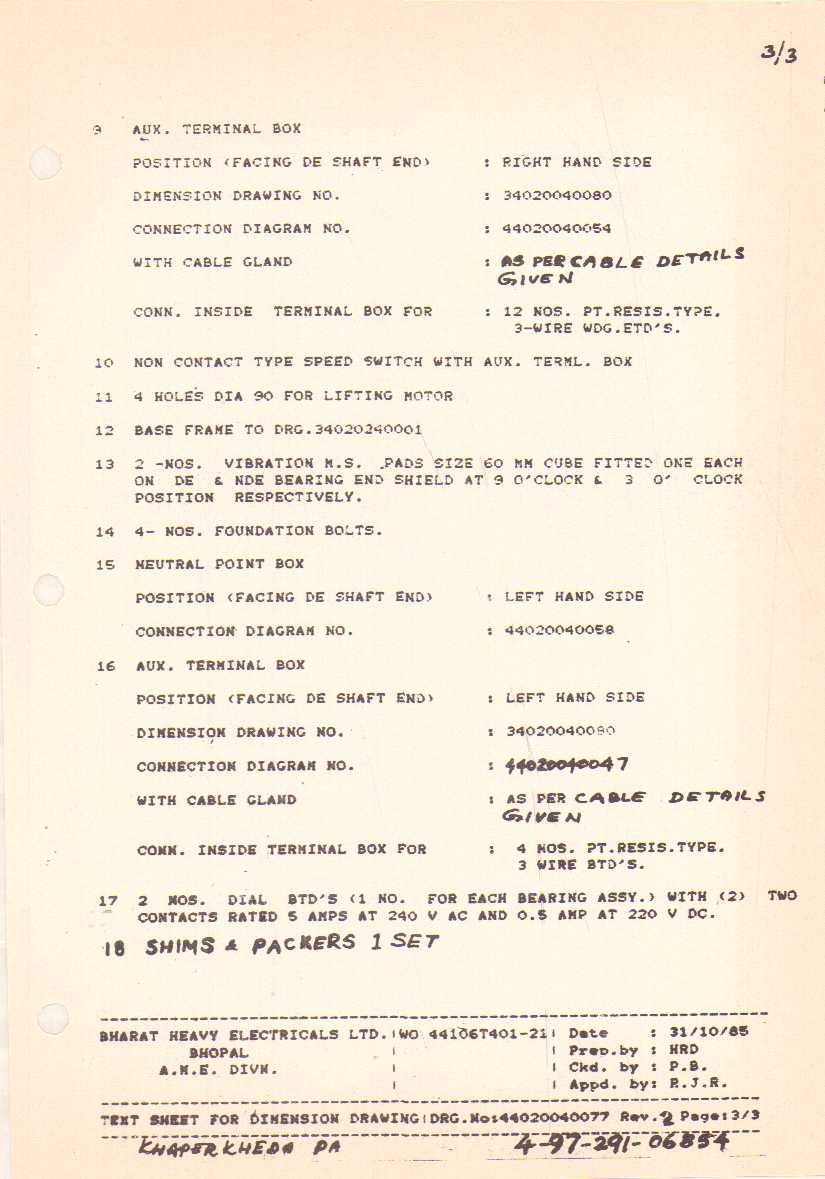 3/3
9 AUX. TERMINAL BOX
POSITION (FACING DE SHAFT END) : RIGHT HAND SIDE
DIMENSION DRAWING NO. : 34020040080
CONNECTION DIAGRAM NO. : 44020040054
WITH CABLE GLAND : AS PER CABLE DETAILS
GIVEN
CONN. INSIDE TERMINAL BOX FOR : 12 NOS. PT.RESIS.TYPE.
3-WIRE WDG.ETD'S.
10 NON CONTACT TYPE SPEED SWITCH WITH AUX. TERML. BOX
11 4 HOLES DIA 90 FOR LIFTING MOTOR
12 BASE FRAME TO DRG.34020240001
13 2 -NOS. VIBRATION M.S. PADS SIZE 60 MM CUBE FITTED ONE EACH
ON DE & NDE BEARING END SHIELD AT 9 O'CLOCK & 3 O' CLOCK
POSITION RESPECTIVELY.
14 4- NOS. FOUNDATION BOLTS.
15 NEUTRAL POINT BOX
POSITION (FACING DE SHAFT END) : LEFT HAND SIDE
CONNECTION DIAGRAM NO. : 44020040058
16 AUX. TERMINAL BOX
POSITION (FACING DE SHAFT END) : LEFT HAND SIDE
DIMENSION DRAWING NO. : 34020040080
CONNECTION DIAGRAM NO. : 44020040047
WITH CABLE GLAND : AS PER CABLE DETAILS
GIVEN
CONN. INSIDE TERMINAL BOX FOR : 4 NOS. PT.RESIS.TYPE.
3 WIRE BTD'S.
17 2 NOS. DIAL BTD'S (1 NO. FOR EACH BEARING ASSY.) WITH (2) TWO
CONTACTS RATED 5 AMPS AT 240 V AC AND 0.5 AMP AT 220 V DC.
18 SHIMS & PACKERS 1 SET
BHARAT HEAVY ELECTRICALS LTD. WO 44106T401-21 Date : 31/10/85
BHOPAL Prep.by : HRD
A.M.E. DIVN. Ckd. by : P.B.
Appd. by: R.J.R.
TEXT SHEET FOR DIMENSION DRAWING DRG.No:44020040077 Rev.2 Page:3/3
KHAPERKHEDA PA 4-97-291-06854